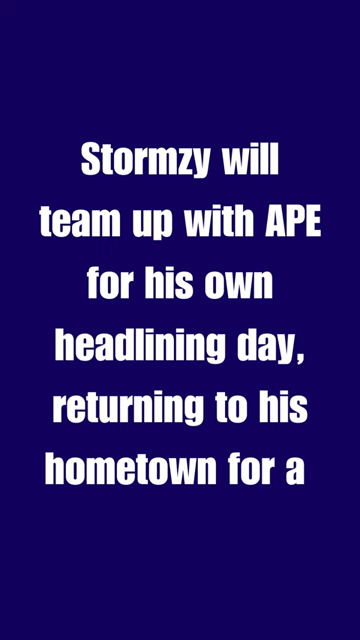 Stormzy will
team up with APE
for his own
headlining day,
returning to his
hometown for a